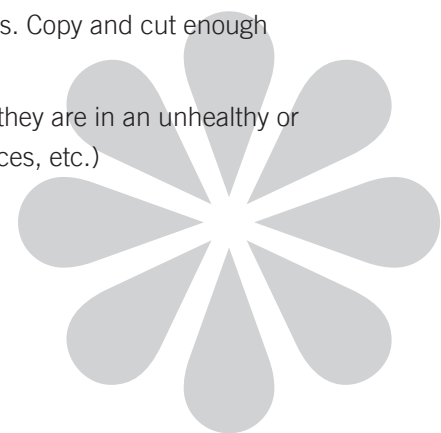 s. Copy and cut enough
they are in an unhealthy or
ces, etc.)